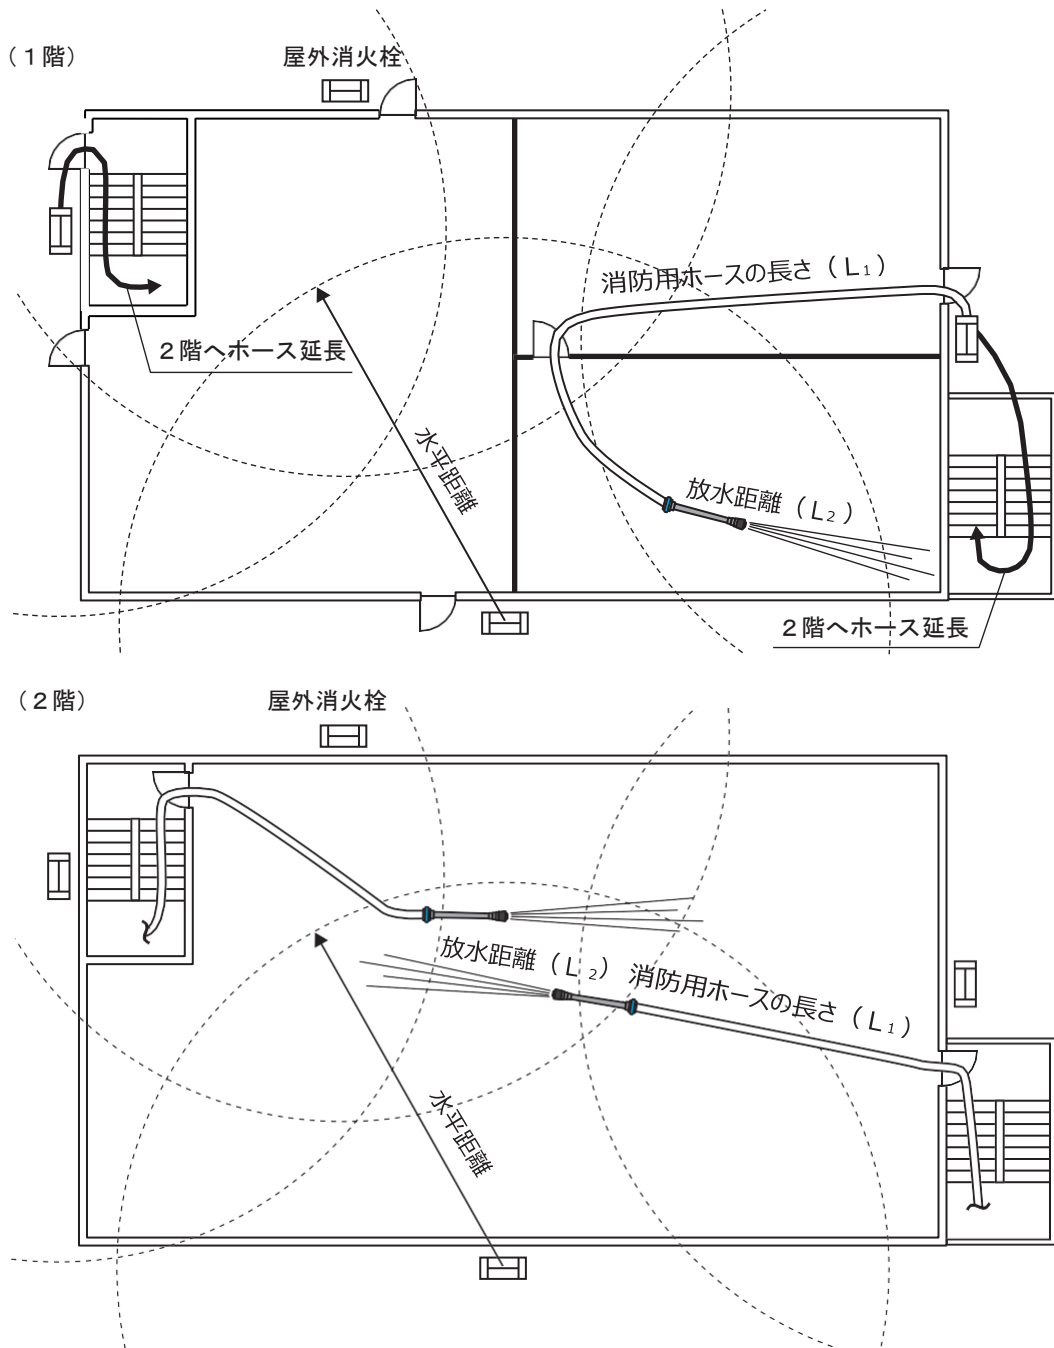 （１階）
屋外消火栓
消防用ホースの長さ（Ｌ₁）
２階へホース延長
水平距離
放水距離（Ｌ₂）
２階へホース延長
（２階）
屋外消火栓
放水距離（Ｌ₂）
消防用ホースの長さ（Ｌ₁）
水平距離